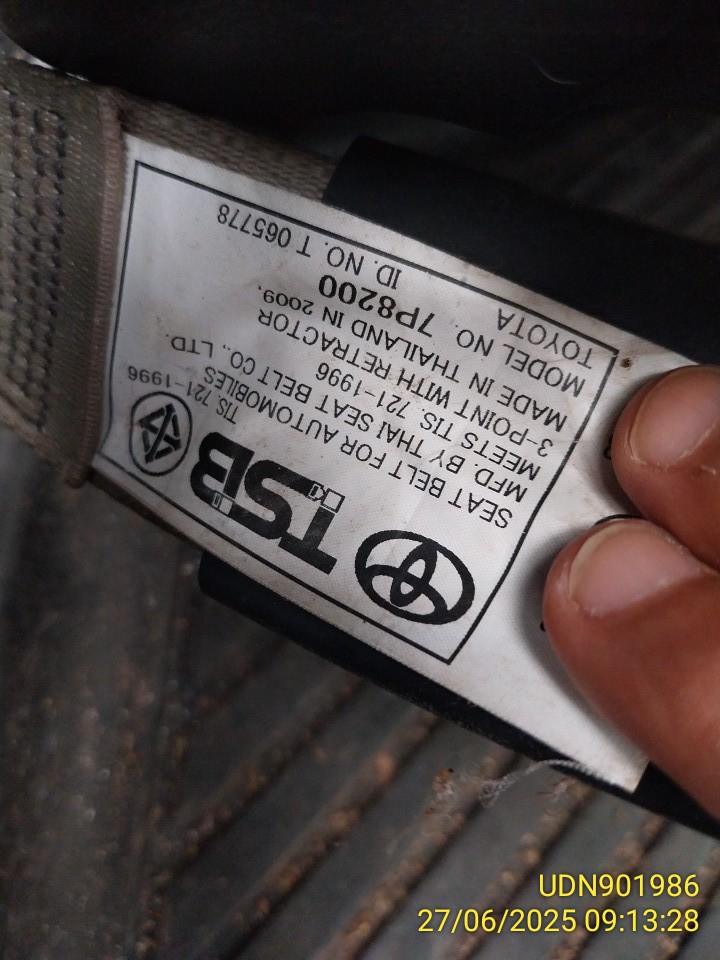 TSB
TIS. 721-1996
SEAT BELT FOR AUTOMOBILES
MFD. BY THAI SEAT BELT CO., LTD.
MEETS TIS. 721-1996
3-POINT WITH RETRACTOR
MADE IN THAILAND IN 2009.
MODEL NO. 7P8200
TOYOTA ID. NO. T 065778
UDN901986
27/06/2025 09:13:28